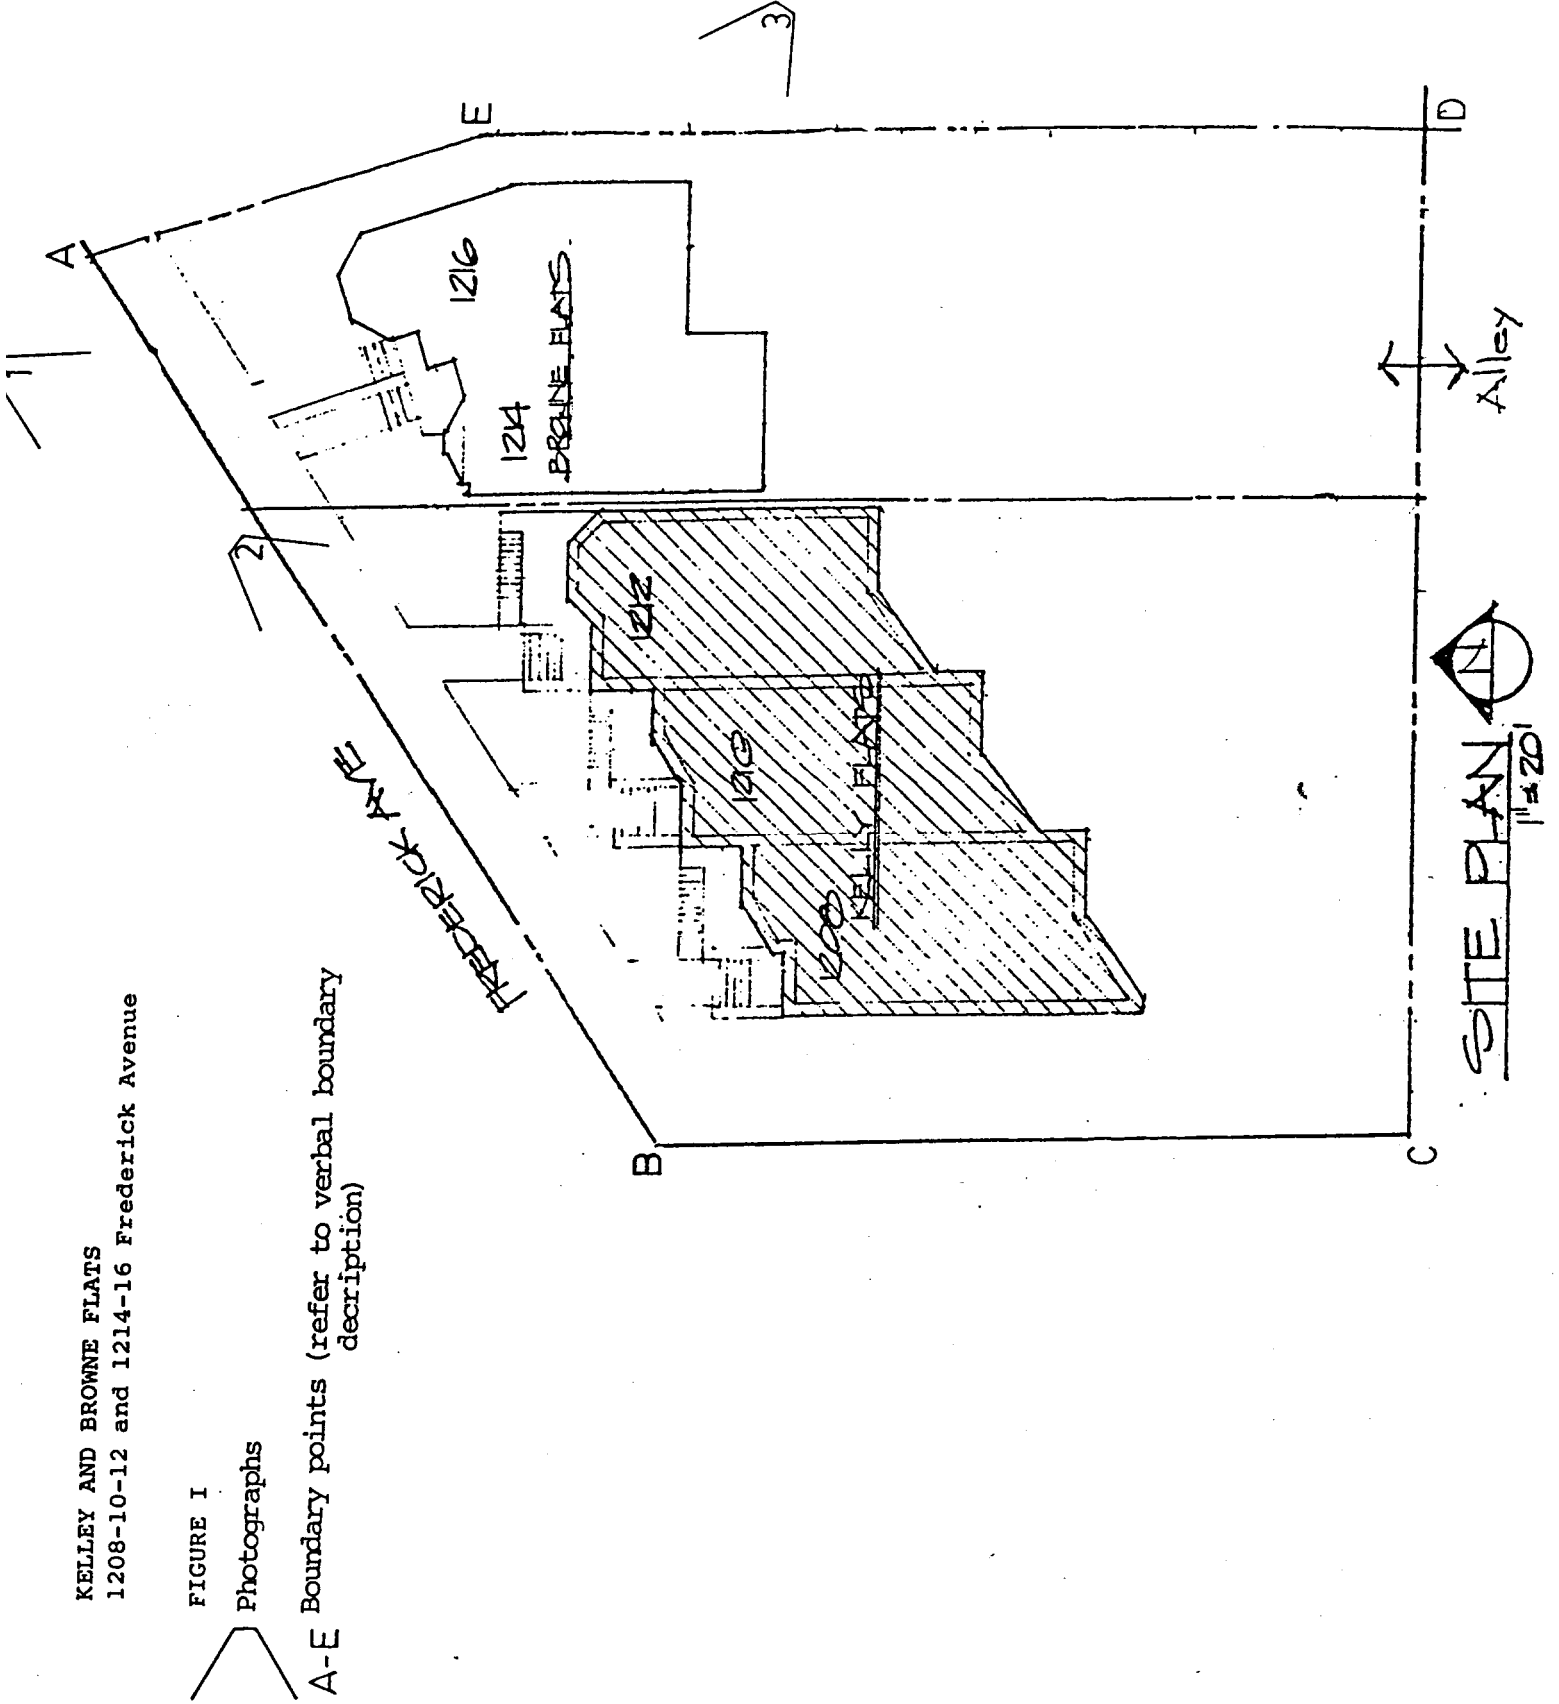 KELLEY AND BROWNE FLATS
1208-10-12 and 1214-16 Frederick Avenue
FIGURE I
Photographs
A-E Boundary points (refer to verbal boundary
decription)
FREDERICK AVE
1
2
3
A
B
C
D
E
1208
1210
1212
KELLY FLATS
1214
1216
BROWNE FLATS.
Alley
SITE PLAN
1"=20'
N